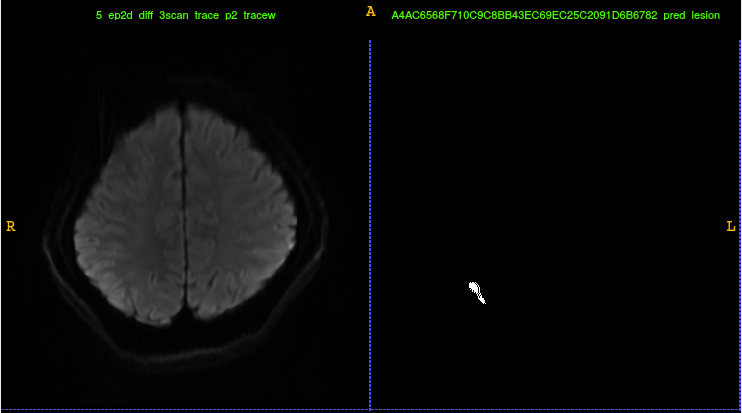 5 ep2d diff 3scan trace p2 tracew
A
A4AC6568F710C9C8BB43EC69EC25C2091D6B6782 pred lesion
R
L